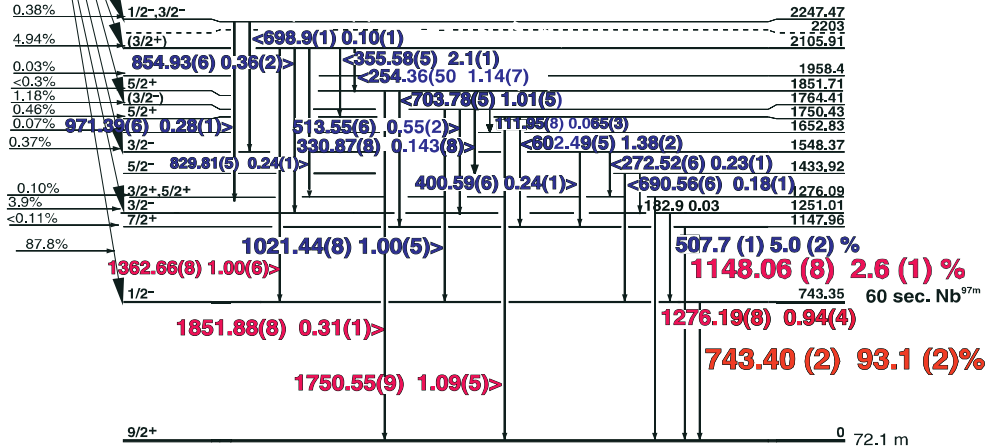 0.38% 1/2−,3/2− 2247.47
2203
4.94% (3/2+) <698.9(1) 0.10(1) 2105.91
854.93(6) 0.36(2)> <355.58(5) 2.1(1)
0.03% <254.36(50 1.14(7) 1958.4
<0.3% 5/2+ 1851.71
1.18% (3/2−) <703.78(5) 1.01(5) 1764.41
0.46% 5/2+ 1750.43
0.07% 971.39(6) 0.28(1)> 513.55(6) 0.55(2)> 111.95(8) 0.065(3) 1652.83
0.37% 3/2− 330.87(8) 0.143(8)> <602.49(5) 1.38(2) 1548.37
829.81(5) 0.24(1)> <272.52(6) 0.23(1)
5/2− 1433.92
400.59(6) 0.24(1)> <690.56(6) 0.18(1)
0.10% 3/2+,5/2+ 1276.09
3.9% 3/2− 182.9 0.03 1251.01
<0.11% 7/2+ 1147.96
87.8% 1021.44(8) 1.00(5)> 507.7 (1) 5.0 (2) %
1362.66(8) 1.00(6)> 1148.06 (8) 2.6 (1) %
1/2− 743.35 60 sec. Nb97m
1851.88(8) 0.31(1)> 1276.19(8) 0.94(4)
743.40 (2) 93.1 (2)%
1750.55(9) 1.09(5)>
9/2+ 0 72.1 m